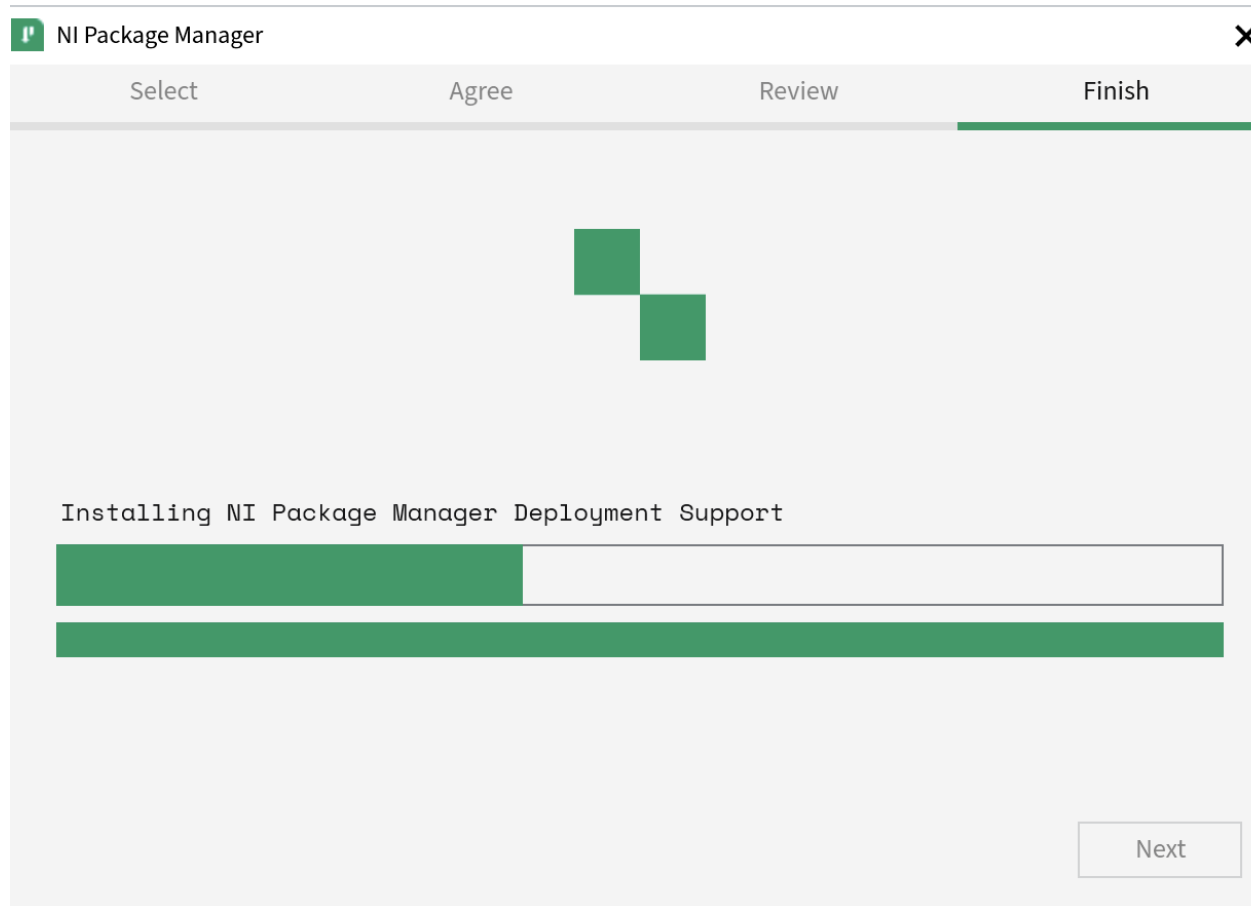 NI Package Manager
Select Agree Review Finish
Installing NI Package Manager Deployment Support
Next